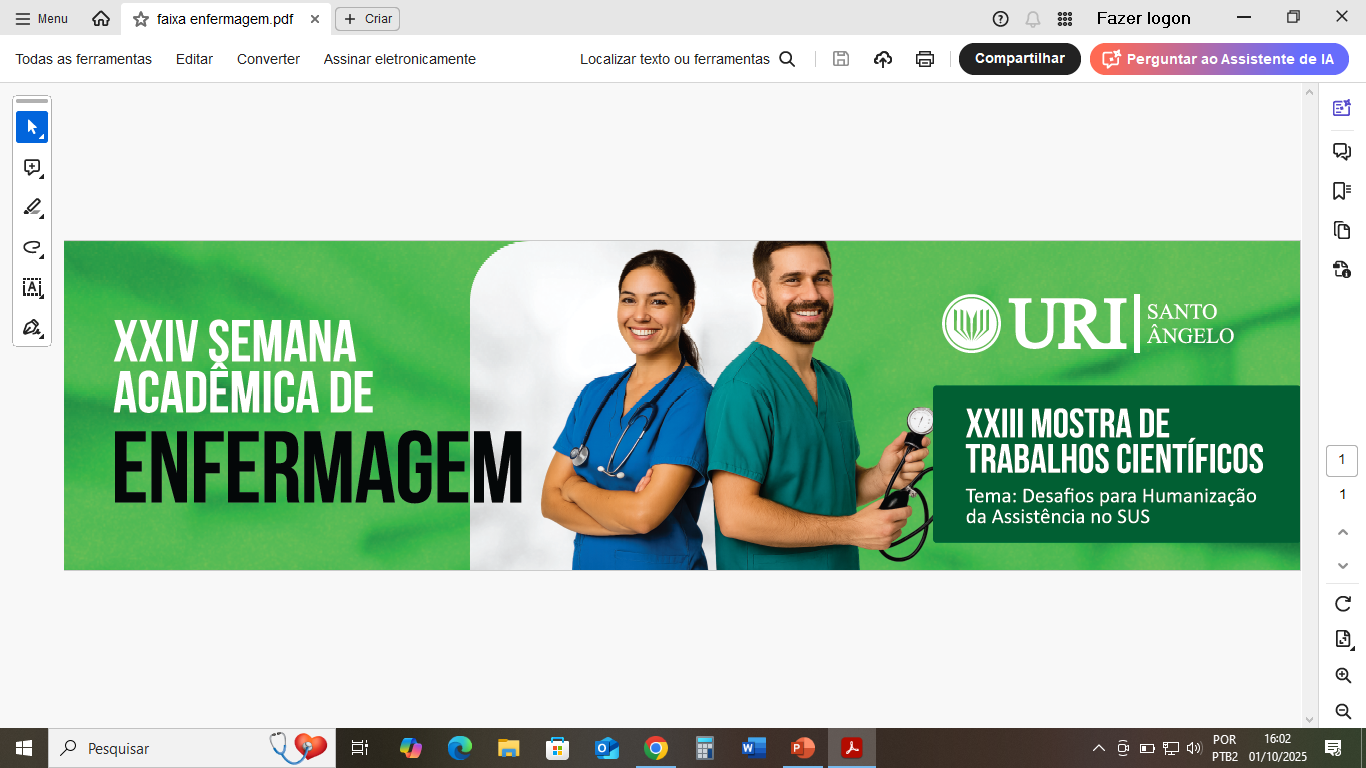 Menu
faixa enfermagem.pdf
Criar
Fazer logon
Todas as ferramentas
Editar
Converter
Assinar eletronicamente
Localizar texto ou ferramentas
Compartilhar
Perguntar ao Assistente de IA
XXIV SEMANA
ACADÊMICA DE
ENFERMAGEM
URI
SANTO
ÂNGELO
XXIII MOSTRA DE
TRABALHOS CIENTÍFICOS
Tema: Desafios para Humanização
da Assistência no SUS
1
1
Pesquisar
POR
PTB2
16:02
01/10/2025